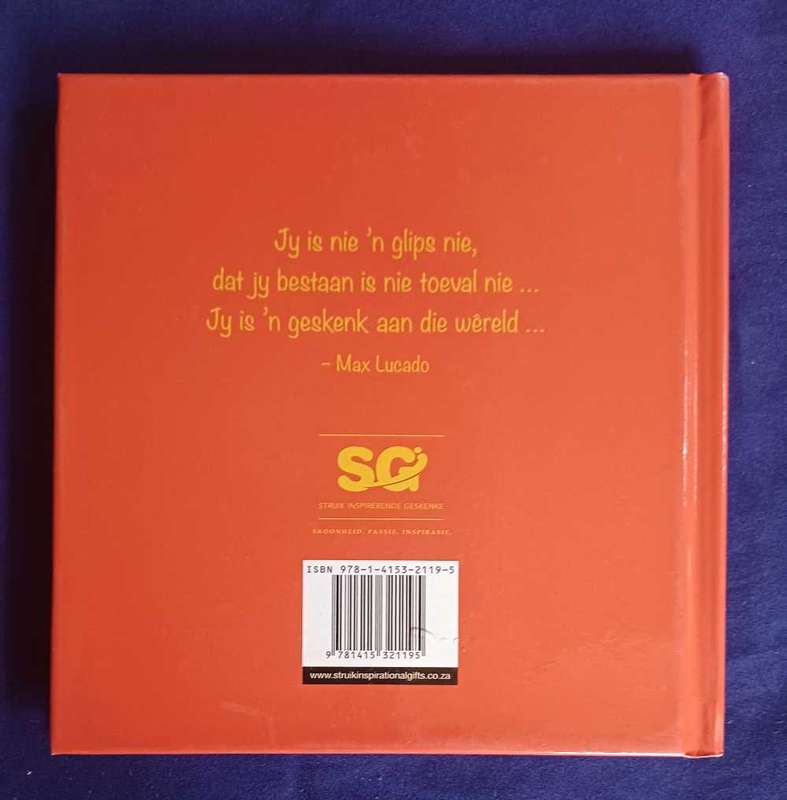 Jy is nie 'n glips nie,
dat jy bestaan is nie toeval nie ...
Jy is 'n geskenk aan die wêreld ...
– Max Lucado
SGi
STRUIK INSPIRERENDE GESKENKE
SKOONHEID. PASSIE. INSPIRASIE.
ISBN 978-1-4153-2119-5
9 781415 321195
www.struikinspirationalgifts.co.za